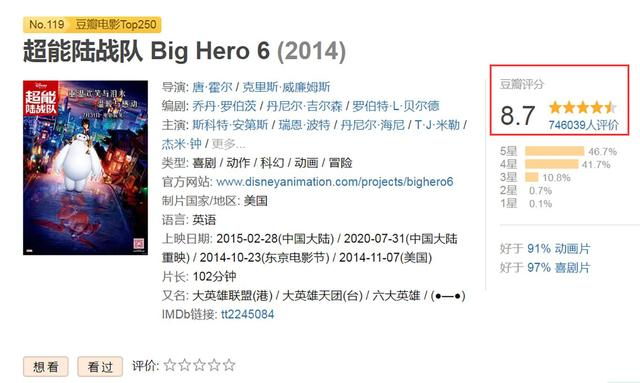 No.119 豆瓣电影Top250
超能陆战队 Big Hero 6 (2014)
超能
陆战队
7月31日
导演: 唐·霍尔 / 克里斯·威廉姆斯
编剧: 乔丹·罗伯茨 / 丹尼尔·吉尔森 / 罗伯特·L·贝尔德
主演: 斯科特·安第斯 / 瑞恩·波特 / 丹尼尔·海尼 / T·J·米勒 /
杰米·钟 / 更多...
类型: 喜剧 / 动作 / 科幻 / 动画 / 冒险
官方网站: www.disneyanimation.com/projects/bighero6
制片国家/地区: 美国
语言: 英语
上映日期: 2015-02-28(中国大陆) / 2020-07-31(中国大陆
重映) / 2014-10-23(东京电影节) / 2014-11-07(美国)
片长: 102分钟
又名: 大英雄联盟(港) / 大英雄天团(台) / 六大英雄 / (●—●)
IMDb链接: tt2245084
豆瓣评分
8.7
746039人评价
5星 46.7%
4星 41.7%
3星 10.8%
2星 0.7%
1星 0.1%
好于 91% 动画片
好于 97% 喜剧片
想看 看过 评价: